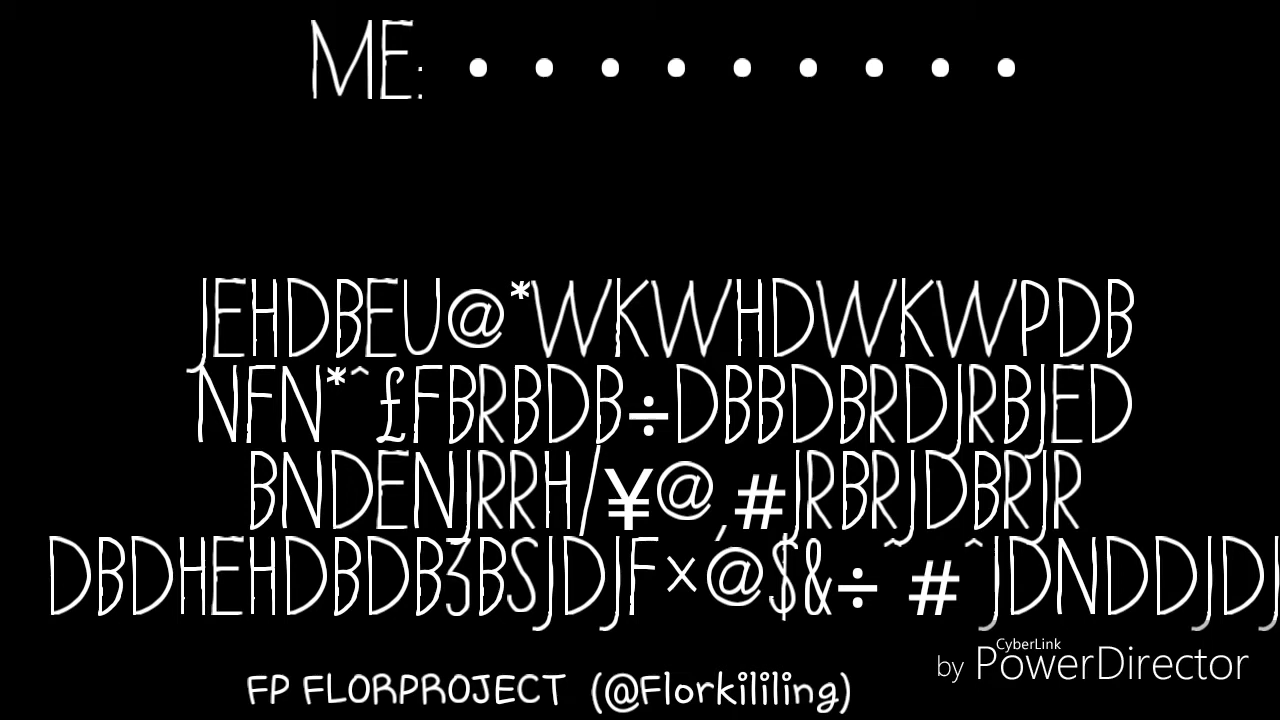 ME: • • • • • • • • •
JEHDBEU@*WKWHDWKWPDB
NFN*^£FBRBDB÷DBBDBRDJRBJED
BNDENJRRH/¥@,#JRBRJDBRJR
DBDHEHDBDB3BSJDJF×@$&÷^#^JDNDDJDJ
CyberLink
by PowerDirector
FP FLORPROJECT (@Florkililing)